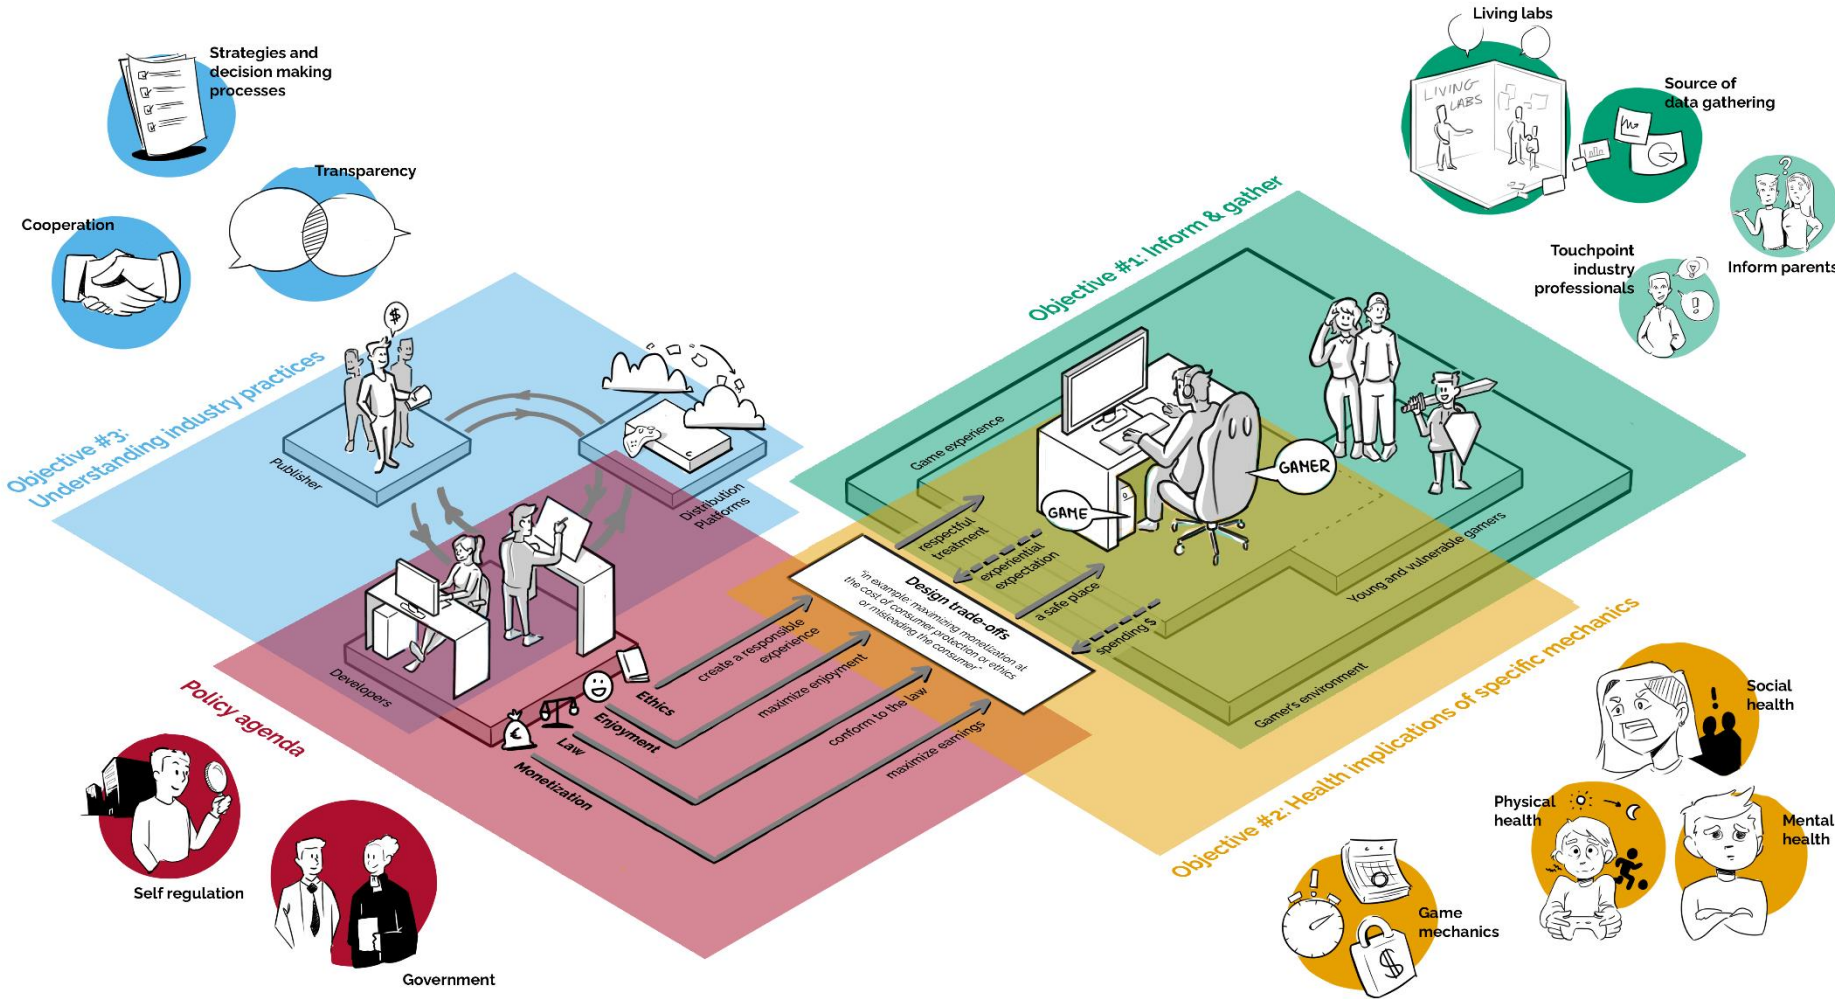 Strategies and
decision making
processes
Transparency
Cooperation
Objective #3:
Understanding industry practices
$
Publisher
Distribution
Platforms
Developers
Policy agenda
€
Ethics
Enjoyment
Law
Monetization
create a responsible
experience
maximize enjoyment
conform to the law
maximize earnings
Self regulation
Government
Design trade-offs
"in example: maximizing monetization at
the cost of consumer protection or ethics
or misleading the consumer"
respectful
treatment
experiential
expectation
a safe place
spending $
Objective #1: Inform & gather
Game experience
GAME
GAMER
Young and vulnerable gamers
Gamer's environment
Living labs
LIVING
LABS
Source of
data gathering
?
Inform parents
Touchpoint
industry
professionals
!
Objective #2: Health implications of specific mechanics
!
Social
health
Physical
health
Mental
health
!
$
Game
mechanics